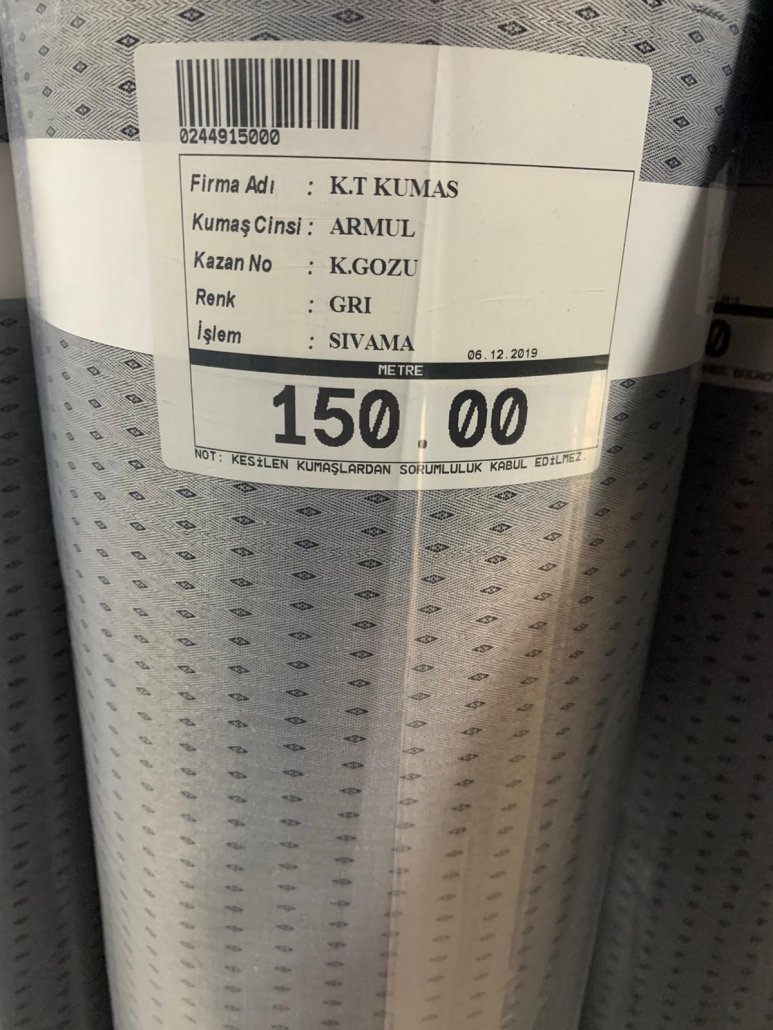 0244915000
Firma Adı : K.T KUMAS
Kumaş Cinsi : ARMUL
Kazan No : K.GOZU
Renk : GRI
İşlem : SIVAMA
06.12.2019
METRE
150.00
NOT: KESİLEN KUMAŞLARDAN SORUMLULUK KABUL EDİLMEZ.